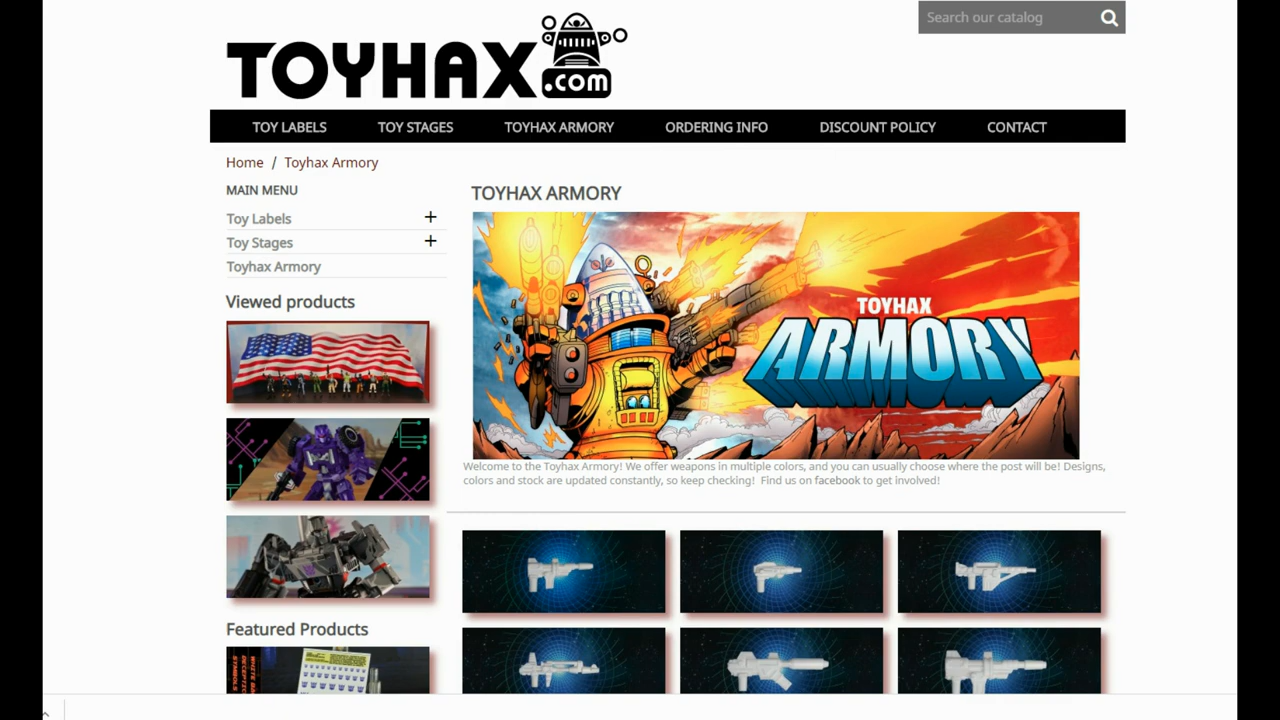 Search our catalog
TOYHAX.com
TOY LABELS
TOY STAGES
TOYHAX ARMORY
ORDERING INFO
DISCOUNT POLICY
CONTACT
Home / Toyhax Armory
MAIN MENU
Toy Labels +
Toy Stages +
Toyhax Armory
Viewed products
Featured Products
TOYHAX ARMORY
TOYHAX
ARMORY
Welcome to the Toyhax Armory! We offer weapons in multiple colors, and you can usually choose where the post will be! Designs,
colors and stock are updated constantly, so keep checking! Find us on facebook to get involved!